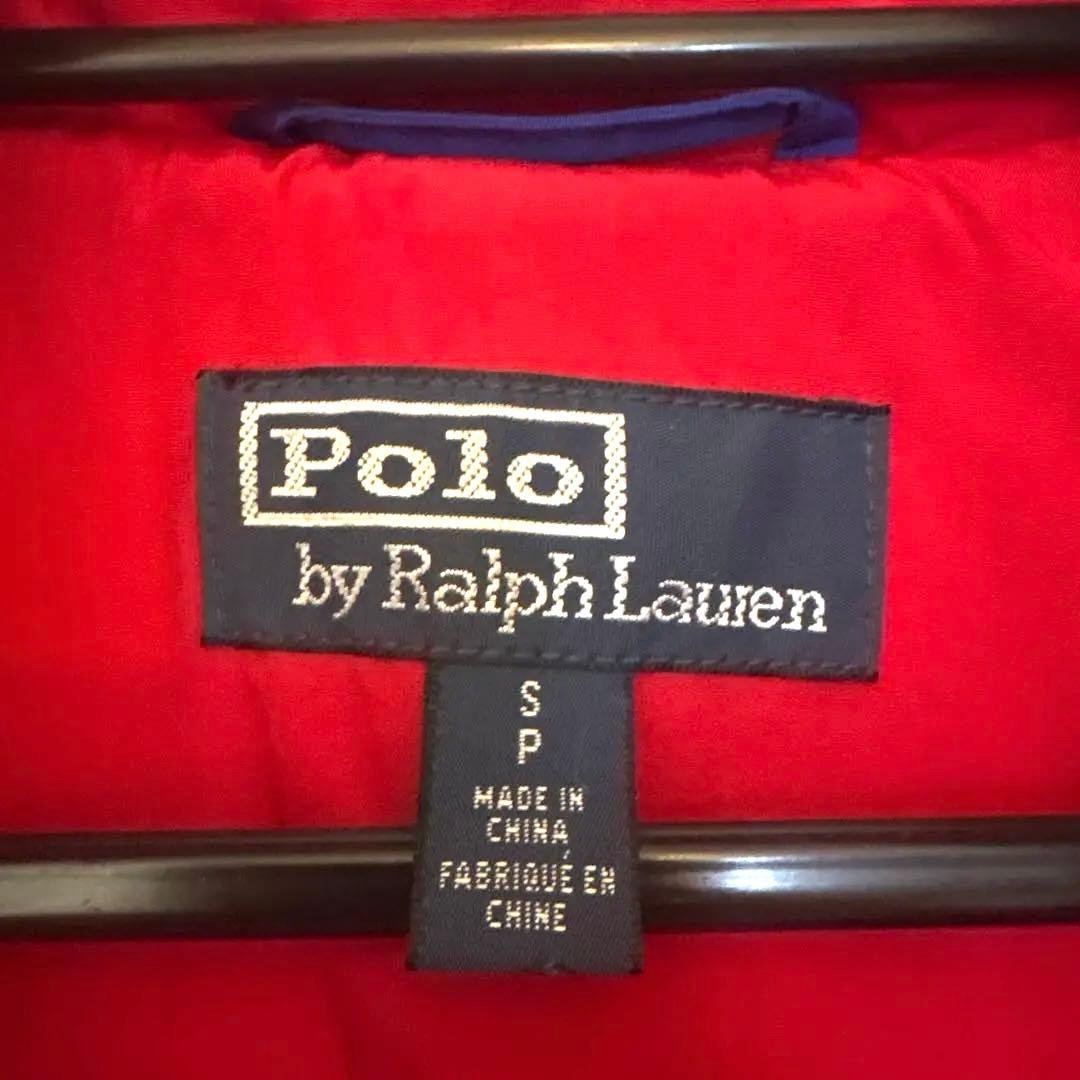 Polo
by Ralph Lauren
S
P
MADE IN
CHINA
FABRIQUÉ EN
CHINE